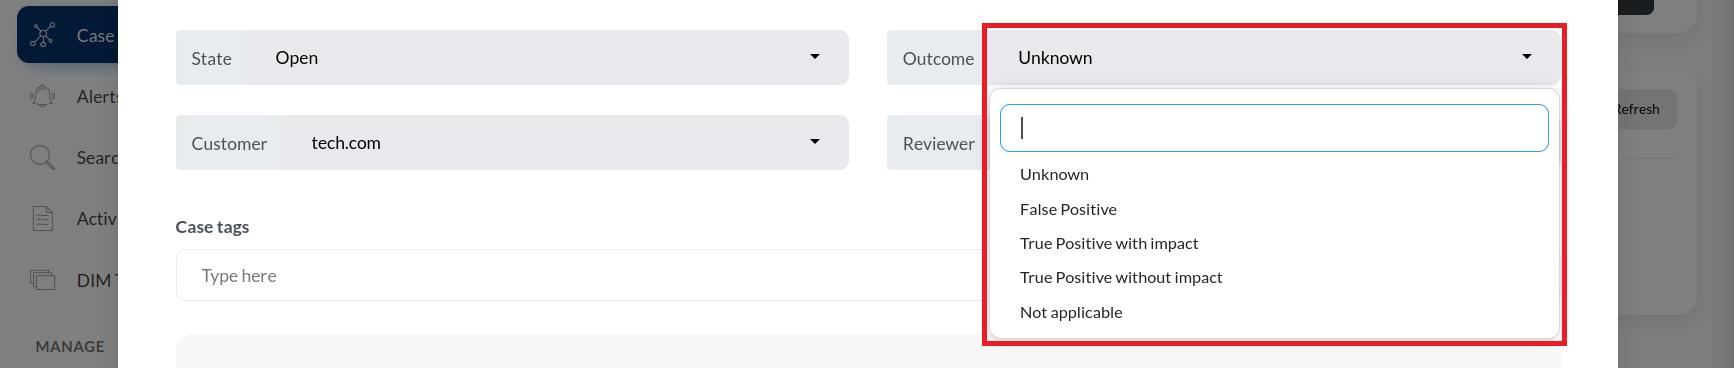 Case
State
Open
Outcome
Unknown
Alerts
Refresh
Customer
tech.com
Reviewer
Unknown
False Positive
True Positive with impact
True Positive without impact
Not applicable
Searc
Activ
Case tags
Type here
DIM T
MANAGE